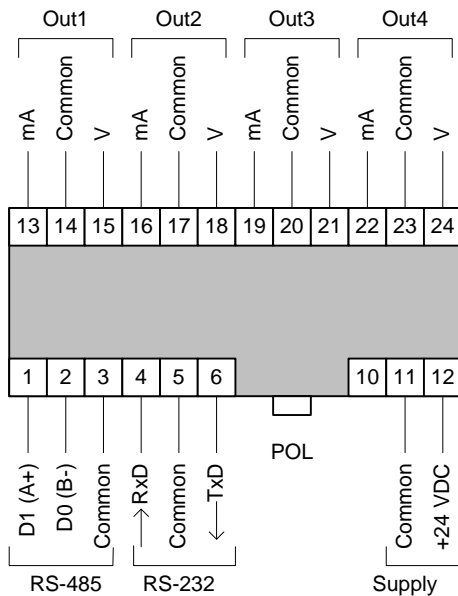 Out1 Out2 Out3 Out4
mA Common V mA Common V mA Common V mA Common V
13 14 15 16 17 18 19 20 21 22 23 24
1 2 3 4 5 6 10 11 12
POL
D1 (A+) D0 (B-) Common RxD Common TxD Common +24 VDC
RS-485 RS-232 Supply